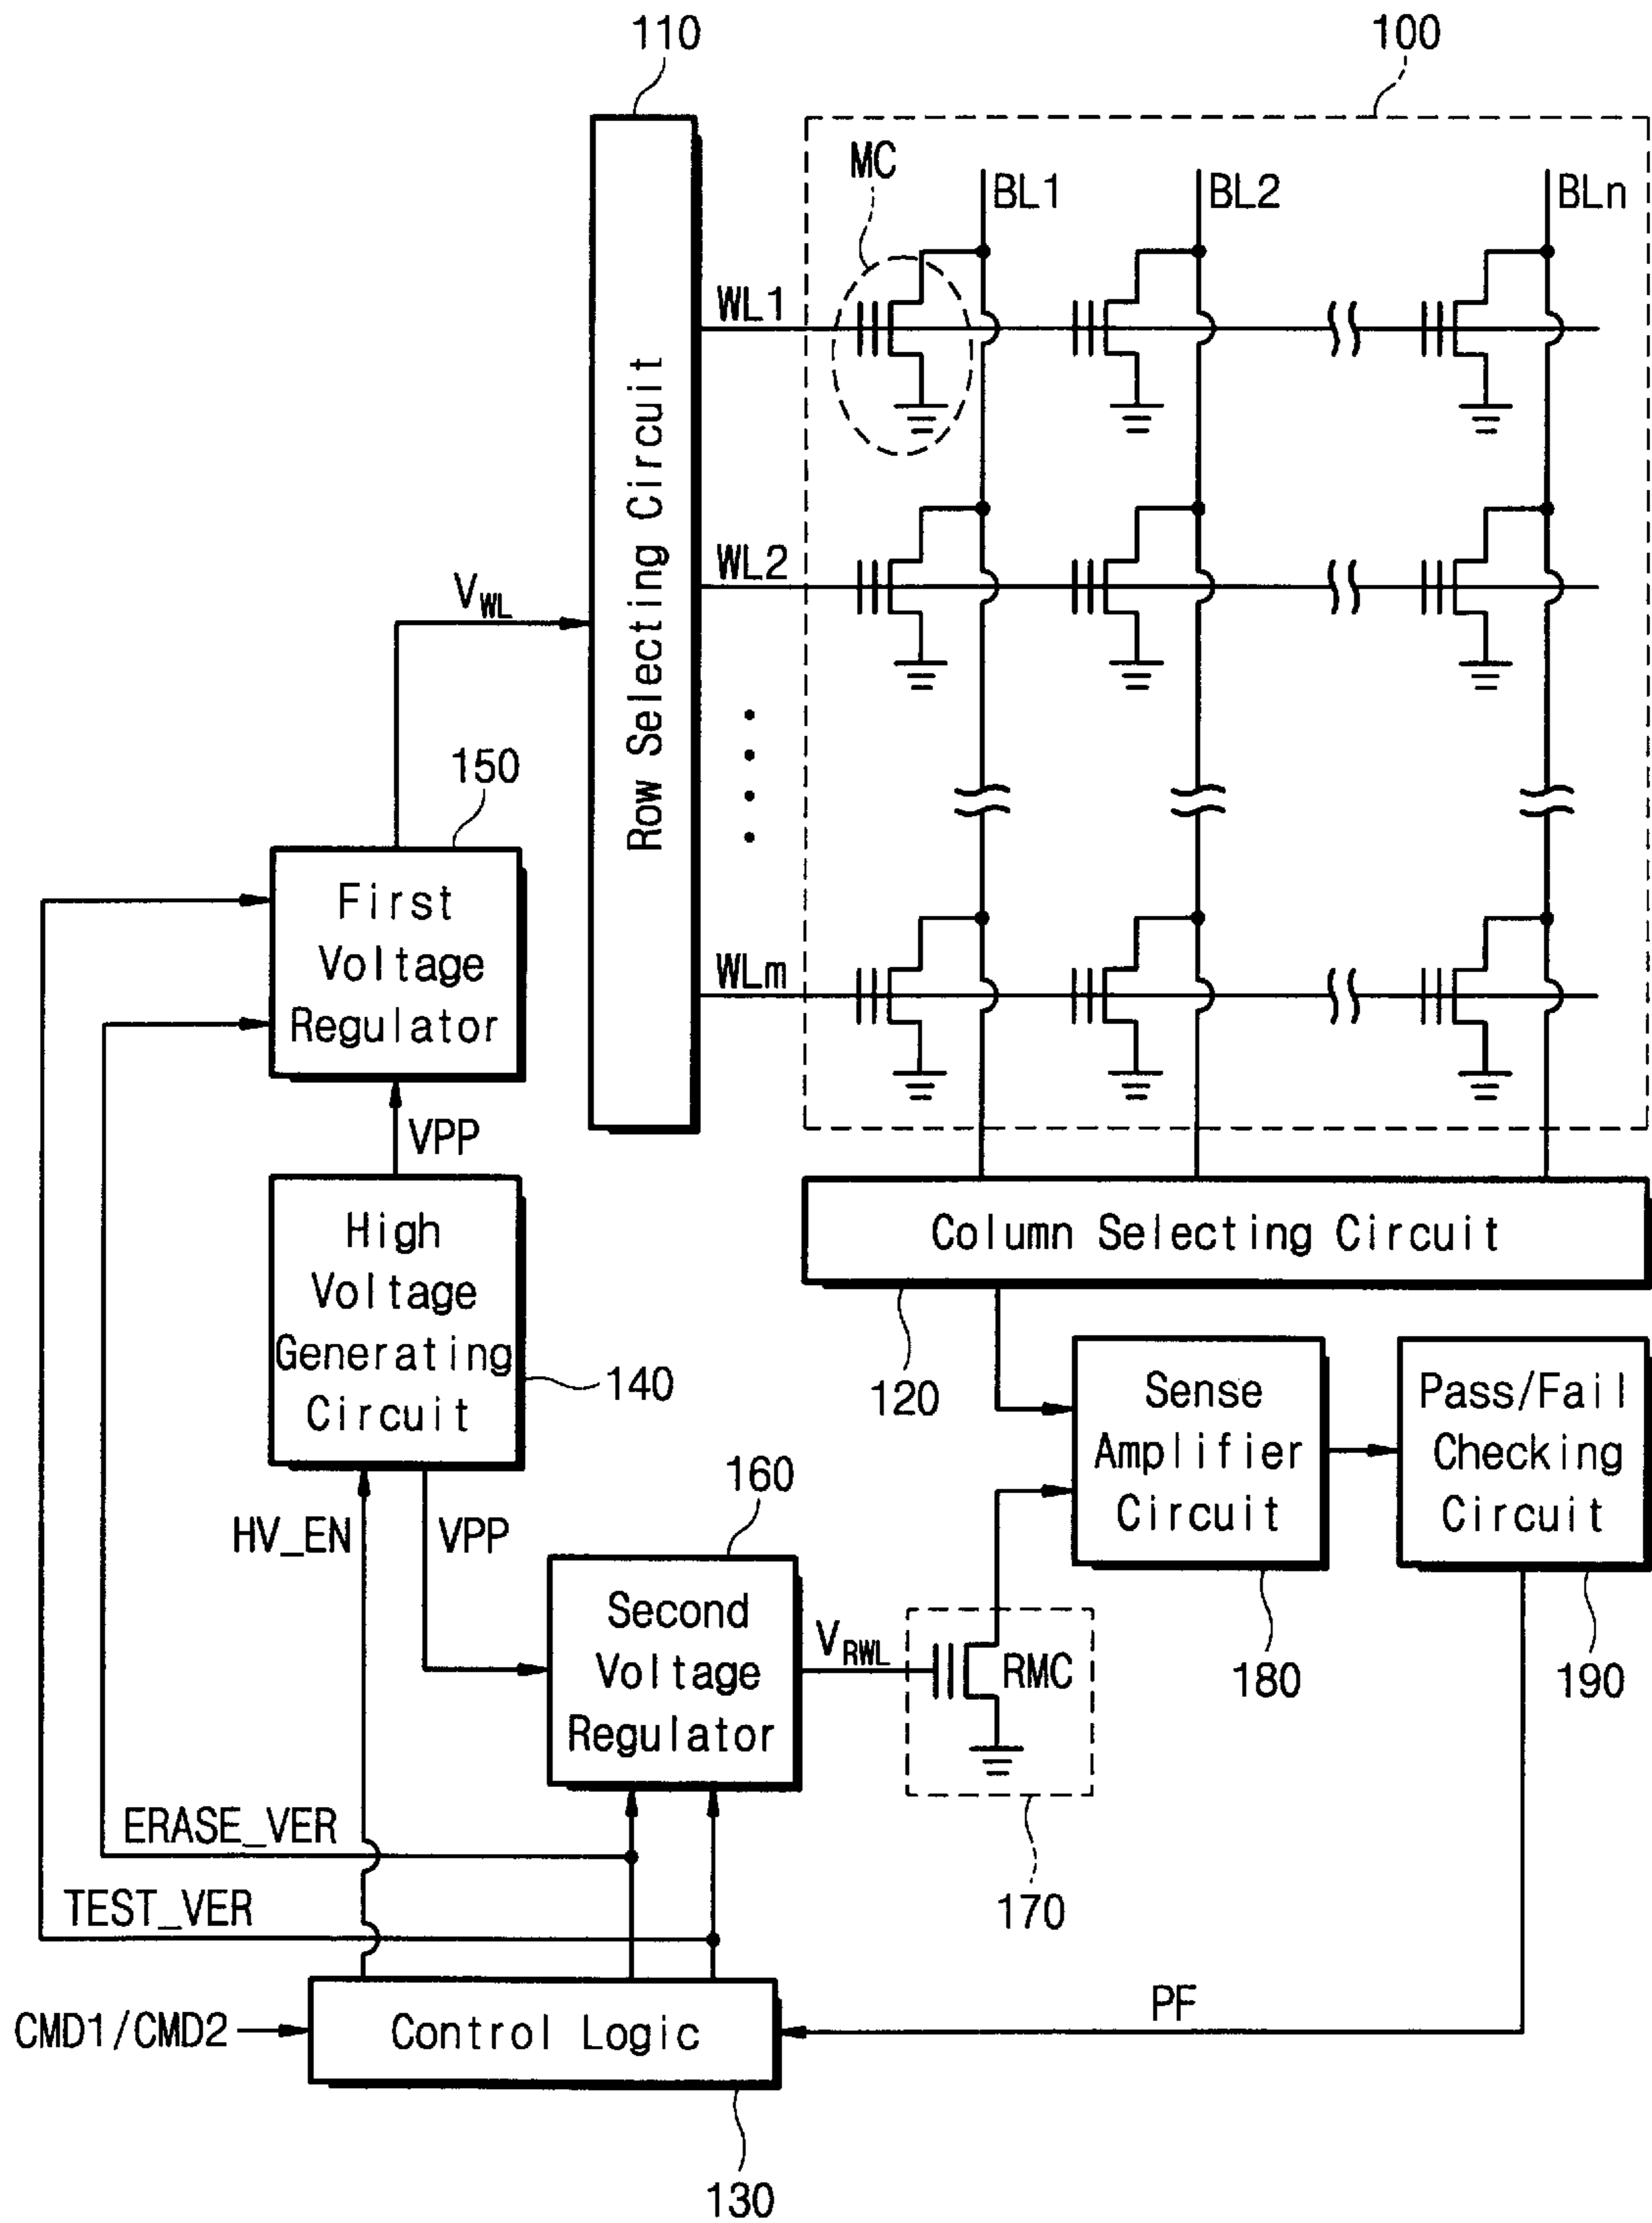 110
100
MC
BL1
BL2
BLn
WL1
WL2
WLm
Row Selecting Circuit
V_WL
150
First
Voltage
Regulator
VPP
High
Voltage
Generating
Circuit
140
Column Selecting Circuit
120
Sense
Amplifier
Circuit
180
Pass/Fail
Checking
Circuit
190
HV_EN
VPP
160
Second
Voltage
Regulator
V_RWL
RMC
170
ERASE_VER
TEST_VER
CMD1/CMD2
Control Logic
PF
130